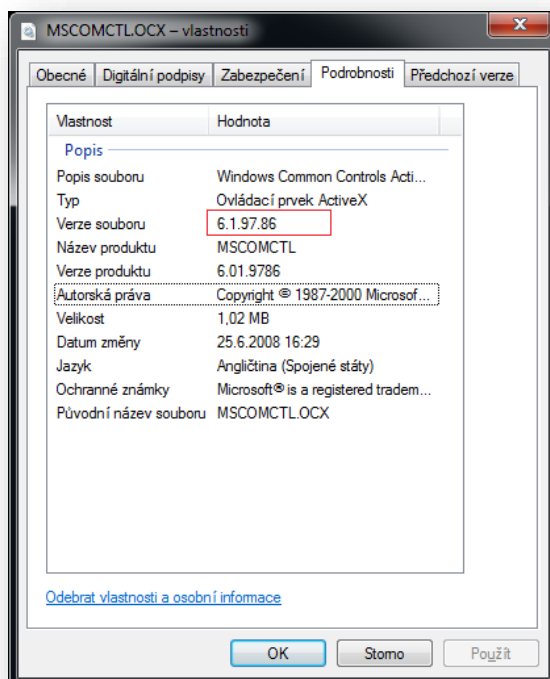 MSCOMCTL.OCX – vlastnosti
Obecné Digitální podpisy Zabezpečení Podrobnosti Předchozí verze
Vlastnost Hodnota
Popis
Popis souboru Windows Common Controls Acti...
Typ Ovládací prvek ActiveX
Verze souboru 6.1.97.86
Název produktu MSCOMCTL
Verze produktu 6.01.9786
Autorská práva Copyright © 1987-2000 Microsof...
Velikost 1,02 MB
Datum změny 25.6.2008 16:29
Jazyk Angličtina (Spojené státy)
Ochranné známky Microsoft® is a registered tradem...
Původní název souboru MSCOMCTL.OCX
Odebrat vlastnosti a osobní informace
OK Storno Použít